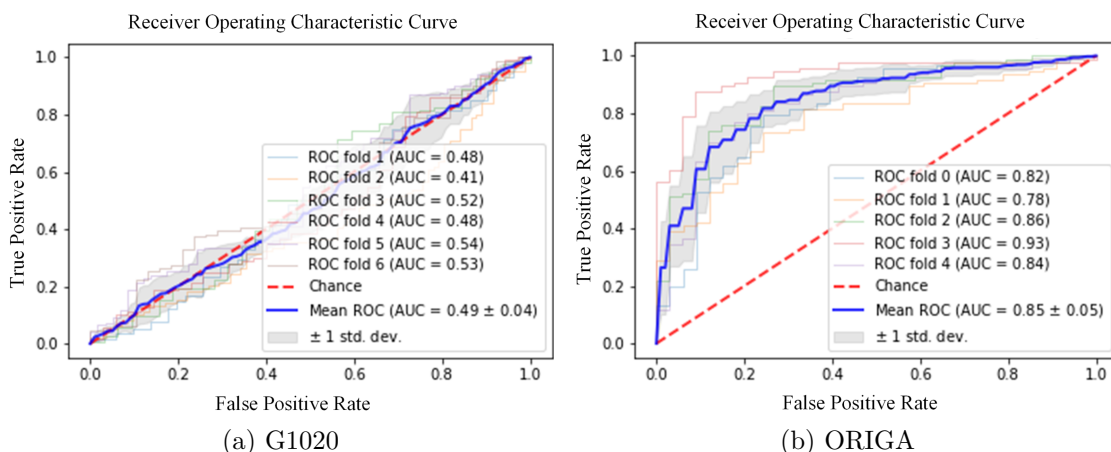 Receiver Operating Characteristic Curve
True Positive Rate
1.0
0.8
0.6
0.4
0.2
0.0
ROC fold 1 (AUC = 0.48)
ROC fold 2 (AUC = 0.41)
ROC fold 3 (AUC = 0.52)
ROC fold 4 (AUC = 0.48)
ROC fold 5 (AUC = 0.54)
ROC fold 6 (AUC = 0.53)
Chance
Mean ROC (AUC = 0.49 ± 0.04)
± 1 std. dev.
0.0 0.2 0.4 0.6 0.8 1.0
False Positive Rate
(a) G1020
Receiver Operating Characteristic Curve
True Positive Rate
1.0
0.8
0.6
0.4
0.2
0.0
ROC fold 0 (AUC = 0.82)
ROC fold 1 (AUC = 0.78)
ROC fold 2 (AUC = 0.86)
ROC fold 3 (AUC = 0.93)
ROC fold 4 (AUC = 0.84)
Chance
Mean ROC (AUC = 0.85 ± 0.05)
± 1 std. dev.
0.0 0.2 0.4 0.6 0.8 1.0
False Positive Rate
(b) ORIGA